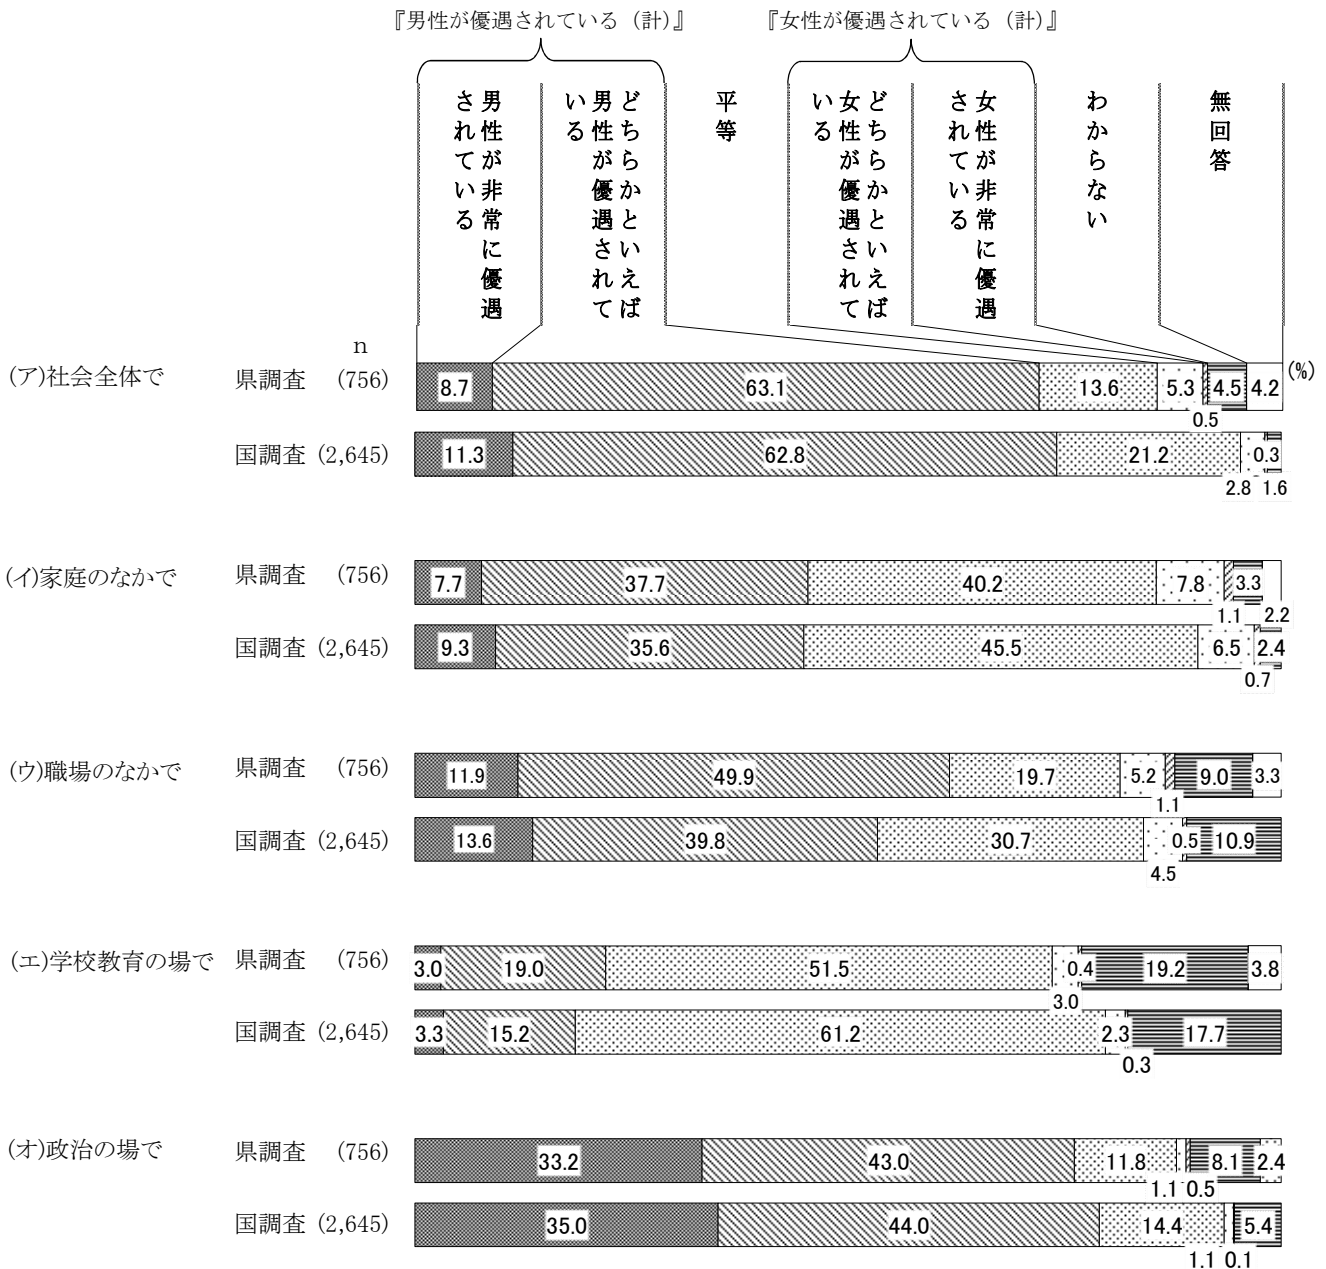 『男性が優遇されている（計）』 『女性が優遇されている（計）』
男性が非常に優遇
されている
どちらかといえば
男性が優遇されて
いる
平等
どちらかといえば
女性が優遇されて
いる
女性が非常に優遇
されている
わからない
無回答
n
(%)
(ア)社会全体で 県調査 (756) 8.7 63.1 13.6 5.3 0.5 4.5 4.2
国調査 (2,645) 11.3 62.8 21.2 2.8 0.3 1.6
(イ)家庭のなかで 県調査 (756) 7.7 37.7 40.2 7.8 1.1 3.3 2.2
国調査 (2,645) 9.3 35.6 45.5 6.5 0.7 2.4
(ウ)職場のなかで 県調査 (756) 11.9 49.9 19.7 5.2 1.1 9.0 3.3
国調査 (2,645) 13.6 39.8 30.7 4.5 0.5 10.9
(エ)学校教育の場で 県調査 (756) 3.0 19.0 51.5 3.0 0.4 19.2 3.8
国調査 (2,645) 3.3 15.2 61.2 2.3 0.3 17.7
(オ)政治の場で 県調査 (756) 33.2 43.0 11.8 1.1 0.5 8.1 2.4
国調査 (2,645) 35.0 44.0 14.4 1.1 0.1 5.4